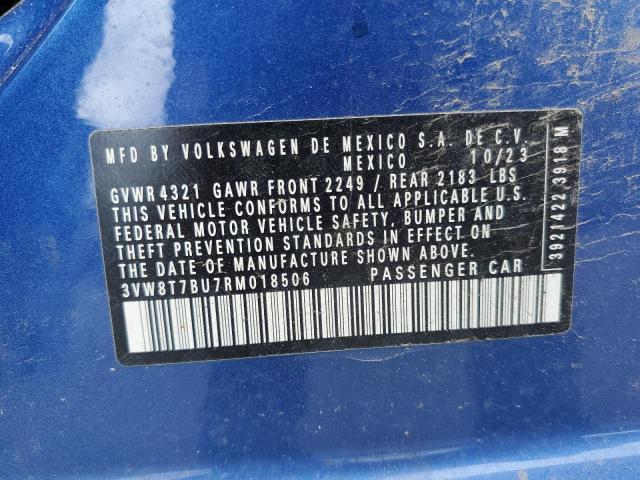 MFD BY VOLKSWAGEN DE MEXICO S.A. DE C.V.
MEXICO 10/23
GVWR 4321 GAWR FRONT 2249 / REAR 2183 LBS
THIS VEHICLE CONFORMS TO ALL APPLICABLE U.S.
FEDERAL MOTOR VEHICLE SAFETY, BUMPER AND
THEFT PREVENTION STANDARDS IN EFFECT ON
THE DATE OF MANUFACTURE SHOWN ABOVE.
3VW8T7BU7RM018506 PASSENGER CAR
3921422 3918 M